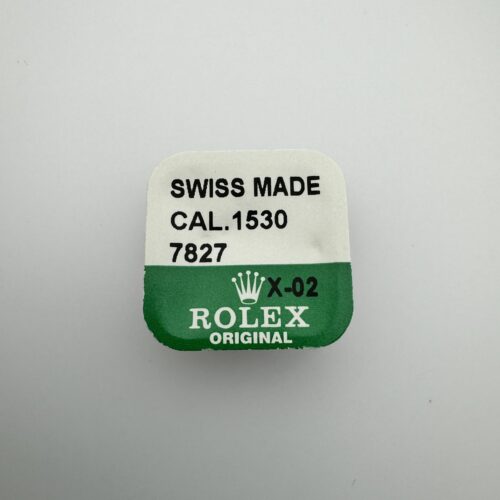 SWISS MADE
CAL.1530
7827
X-02
ROLEX
ORIGINAL